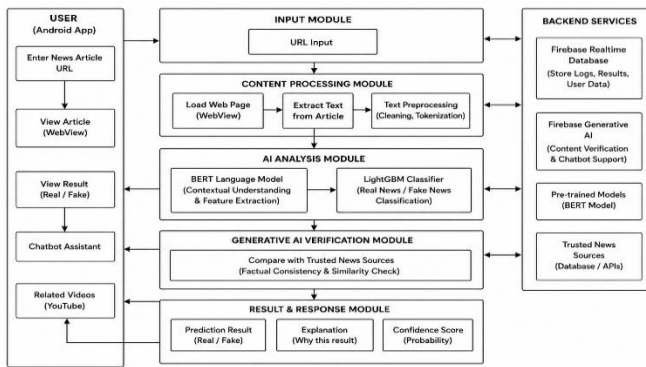 USER
(Android App)
Enter News Article
URL
View Article
(WebView)
View Result
(Real / Fake)
Chatbot Assistant
Related Videos
(YouTube)
INPUT MODULE
URL Input
CONTENT PROCESSING MODULE
Load Web Page
(WebView)
Extract Text
from Article
Text Preprocessing
(Cleaning, Tokenization)
AI ANALYSIS MODULE
BERT Language Model
(Contextual Understanding
& Feature Extraction)
LightGBM Classifier
(Real News / Fake News
Classification)
GENERATIVE AI VERIFICATION MODULE
Compare with Trusted News Sources
(Factual Consistency & Similarity Check)
RESULT & RESPONSE MODULE
Prediction Result
(Real / Fake)
Explanation
(Why this result)
Confidence Score
(Probability)
BACKEND SERVICES
Firebase Realtime
Database
(Store Logs, Results,
User Data)
Firebase Generative
AI
(Content Verification
& Chatbot Support)
Pre-trained Models
(BERT Model)
Trusted News
Sources
(Database / APIs)